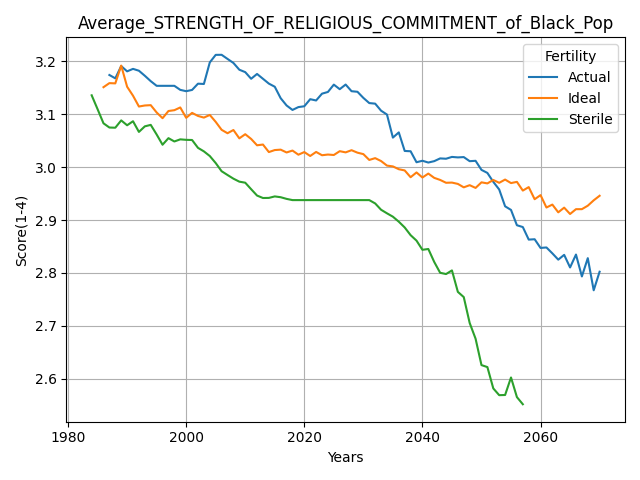 Average_STRENGTH_OF_RELIGIOUS_COMMITMENT_of_Black_Pop
Fertility
Actual
Ideal
Sterile
3.2
3.1
3.0
2.9
2.8
2.7
2.6
Score(1-4)
1980
2000
2020
2040
2060
Years